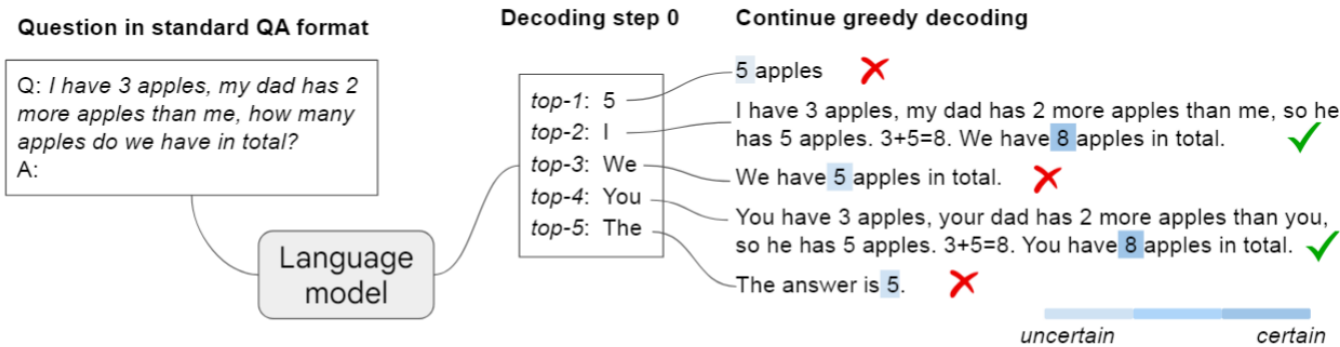 Question in standard QA format
Q: I have 3 apples, my dad has 2
more apples than me, how many
apples do we have in total?
A:
Language
model
Decoding step 0
top-1: 5
top-2: I
top-3: We
top-4: You
top-5: The
Continue greedy decoding
5 apples
I have 3 apples, my dad has 2 more apples than me, so he
has 5 apples. 3+5=8. We have 8 apples in total.
We have 5 apples in total.
You have 3 apples, your dad has 2 more apples than you,
so he has 5 apples. 3+5=8. You have 8 apples in total.
The answer is 5.
uncertain certain